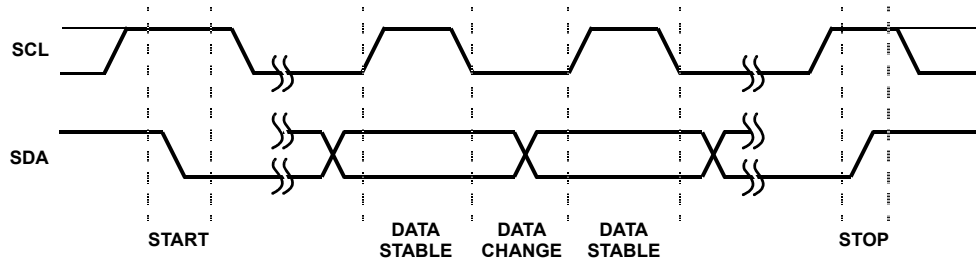 SCL
SDA
START
DATA
STABLE
DATA
CHANGE
DATA
STABLE
STOP